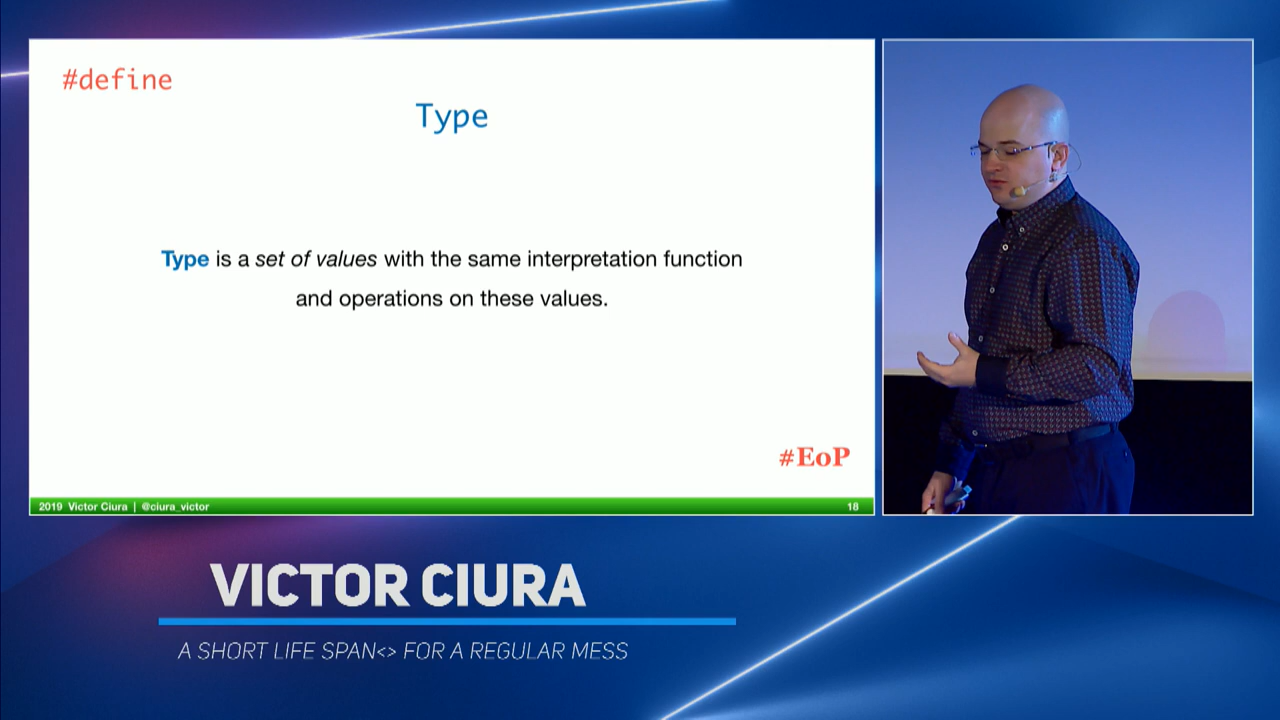 #define
Type
Type is a set of values with the same interpretation function
and operations on these values.
#EoP
2019 Victor Ciura | @ciura_victor
18
VICTOR CIURA
A SHORT LIFE SPAN<> FOR A REGULAR MESS